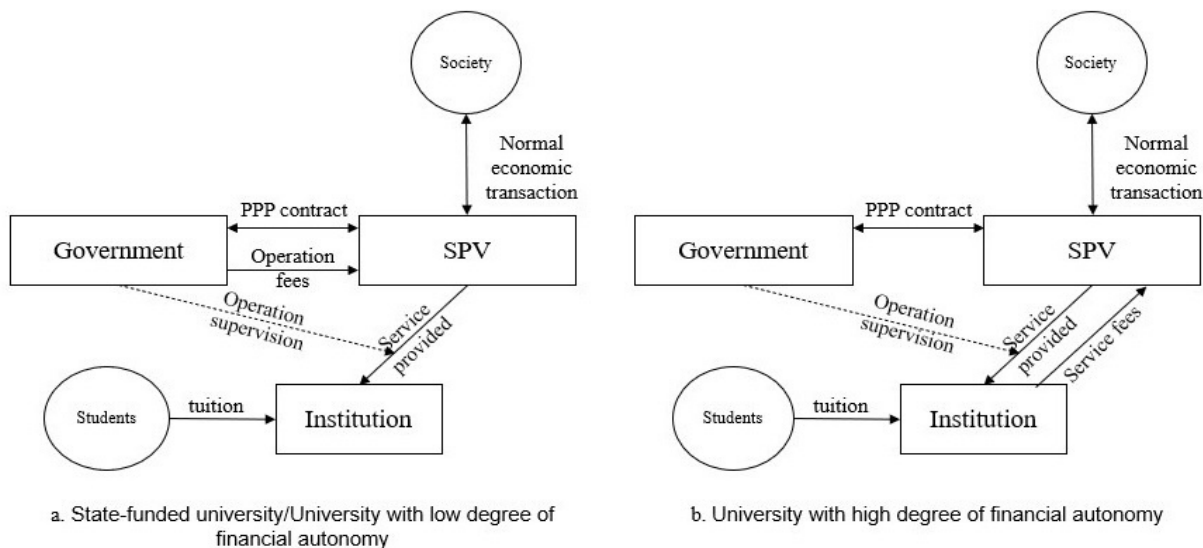 Society
Normal
economic
transaction
PPP contract
Government
SPV
Operation
fees
Operation
supervision
Service
provided
Students
tuition
Institution
a. State-funded university/University with low degree of
financial autonomy
Society
Normal
economic
transaction
PPP contract
Government
SPV
Operation
supervision
Service
provided
Service fees
Students
tuition
Institution
b. University with high degree of financial autonomy